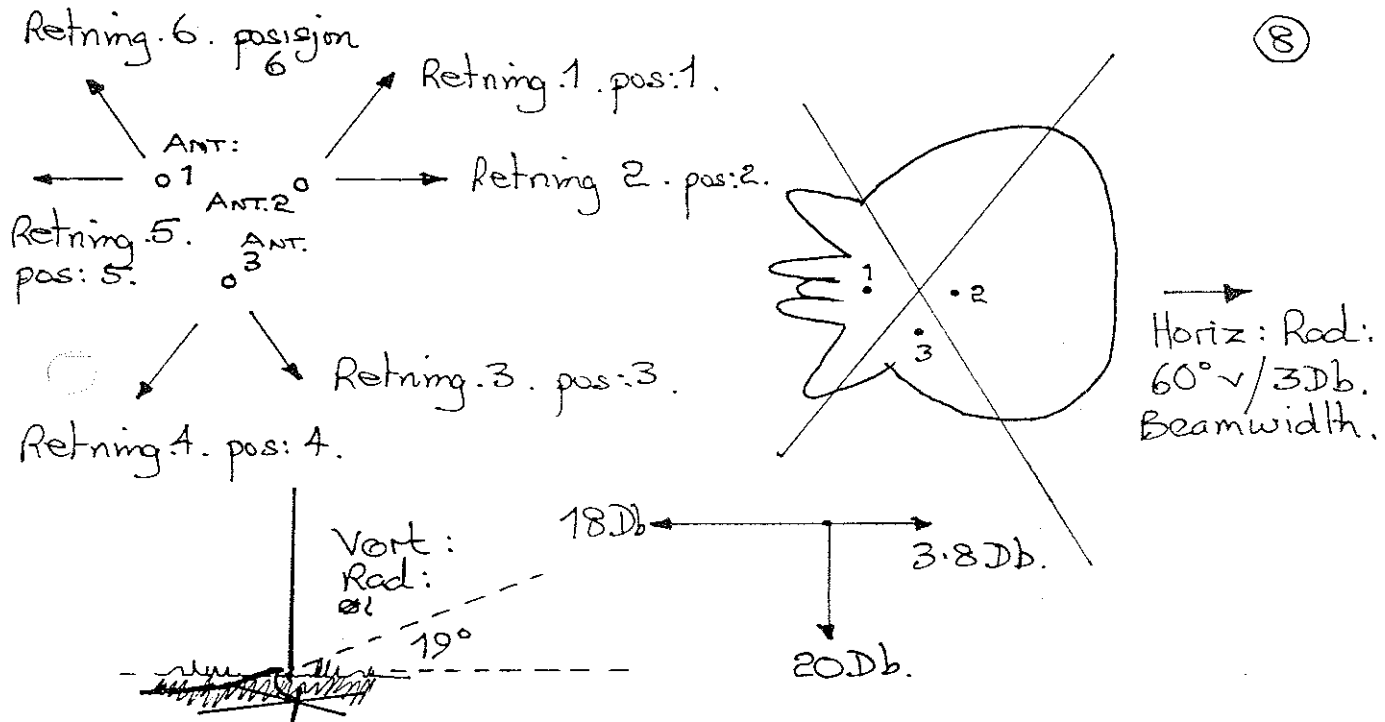 Retning.6. posisjon
6
8
Retning.1. pos:1.
ANT:
1
Retning 2. pos:2.
ANT.2
Retning.5.
pos: 5.
ANT.
3
1
2
3
Horiz: Rad:
60° v/3Db.
Beamwidth.
Retning.3. pos:3.
Retning.4. pos: 4.
18Db
3.8Db.
20Db.
Vert:
Rad:
19°